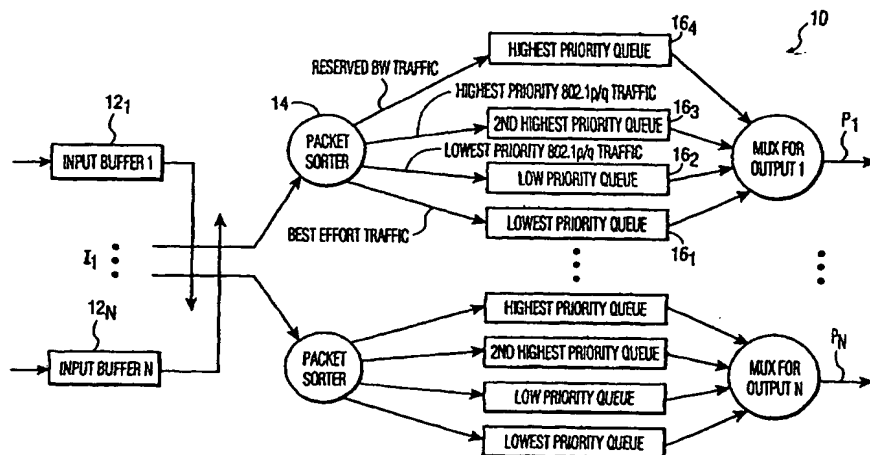 10
16₄
HIGHEST PRIORITY QUEUE
RESERVED BW TRAFFIC
14
HIGHEST PRIORITY 802.1p/q TRAFFIC
12₁
16₃
P₁
INPUT BUFFER 1
PACKET SORTER
2ND HIGHEST PRIORITY QUEUE
MUX FOR OUTPUT 1
LOWEST PRIORITY 802.1p/q TRAFFIC
16₂
LOW PRIORITY QUEUE
LOWEST PRIORITY QUEUE
BEST EFFORT TRAFFIC
16₁
I₁
12N
HIGHEST PRIORITY QUEUE
PN
INPUT BUFFER N
PACKET SORTER
2ND HIGHEST PRIORITY QUEUE
MUX FOR OUTPUT N
LOW PRIORITY QUEUE
LOWEST PRIORITY QUEUE